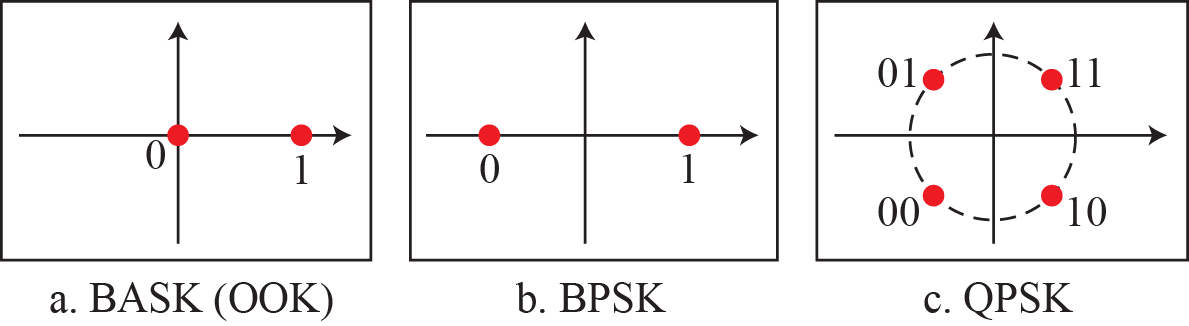 01 11
0 1 0 1
00 10
a. BASK (OOK) b. BPSK c. QPSK